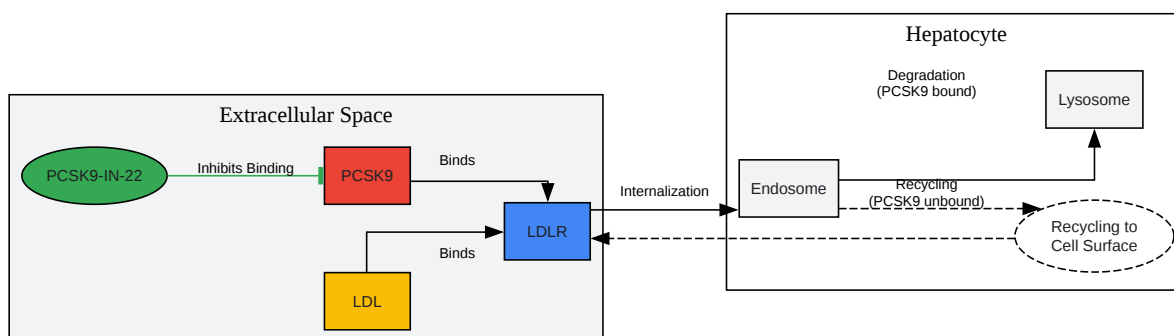 Hepatocyte
Degradation
(PCSK9 bound)
Lysosome
Extracellular Space
PCSK9-IN-22
Inhibits Binding
PCSK9
Binds
Internalization
Endosome
Recycling
(PCSK9 unbound)
LDLR
Recycling to
Cell Surface
Binds
LDL